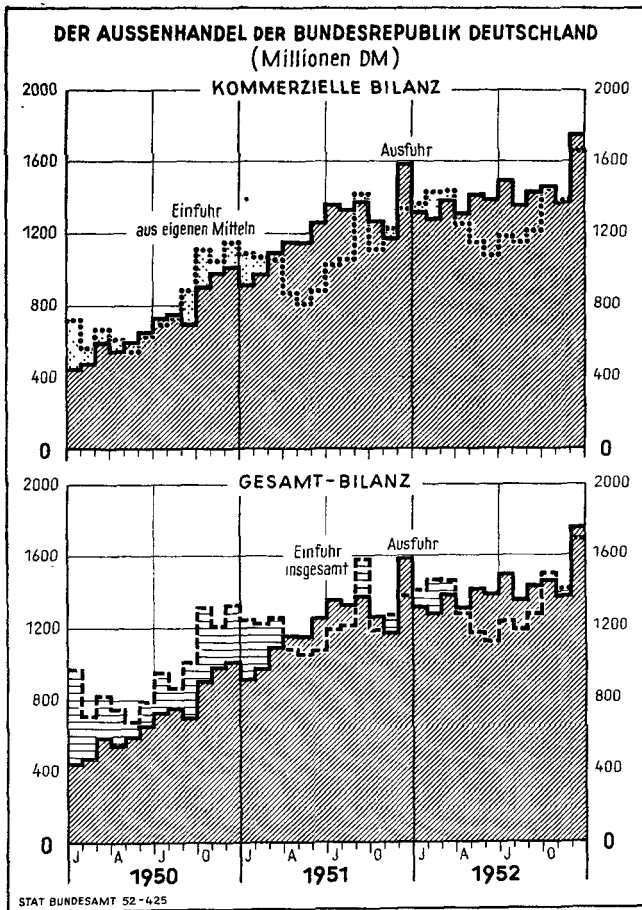 DER AUSSENHANDEL DER BUNDESREPUBLIK DEUTSCHLAND
(Millionen DM)
KOMMERZIELLE BILANZ
2000 2000
1600 1600
1200 1200
800 800
400 400
0 0
Ausfuhr
Einfuhr
aus eigenen Mitteln
GESAMT-BILANZ
2000 2000
1600 1600
1200 1200
800 800
400 400
0 0
Einfuhr
insgesamt
Ausfuhr
J A J O J A J O J A J O
1950 1951 1952
STAT BUNDESAMT 52-425